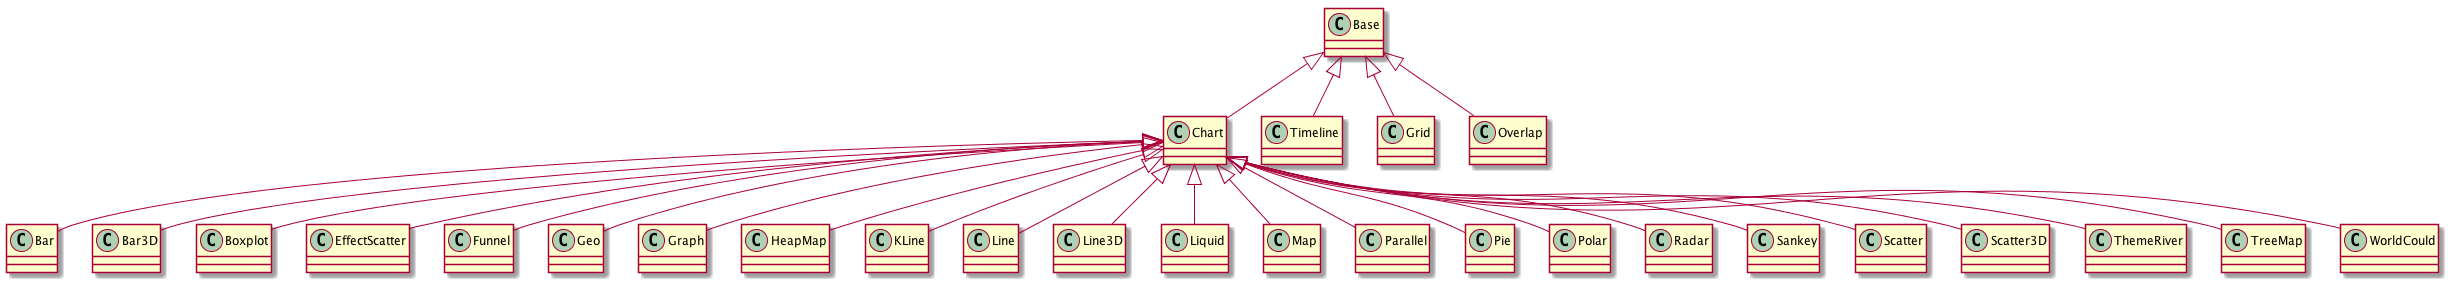 C Base
C Chart
C Timeline
C Grid
C Overlap
C Bar
C Bar3D
C Boxplot
C EffectScatter
C Funnel
C Geo
C Graph
C HeapMap
C KLine
C Line
C Line3D
C Liquid
C Map
C Parallel
C Pie
C Polar
C Radar
C Sankey
C Scatter
C Scatter3D
C ThemeRiver
C TreeMap
C WorldCould